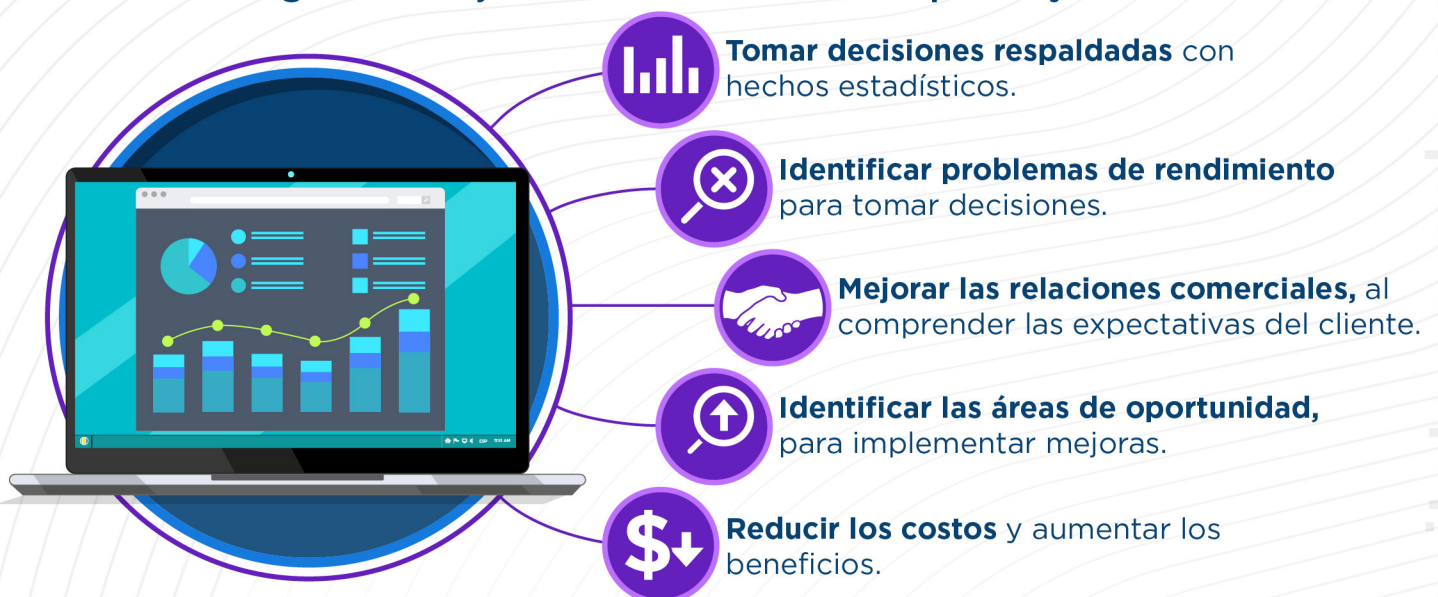 Tomar decisiones respaldadas con
hechos estadísticos.
Identificar problemas de rendimiento
para tomar decisiones.
Mejorar las relaciones comerciales, al
comprender las expectativas del cliente.
Identificar las áreas de oportunidad,
para implementar mejoras.
Reducir los costos y aumentar los
beneficios.
ESP